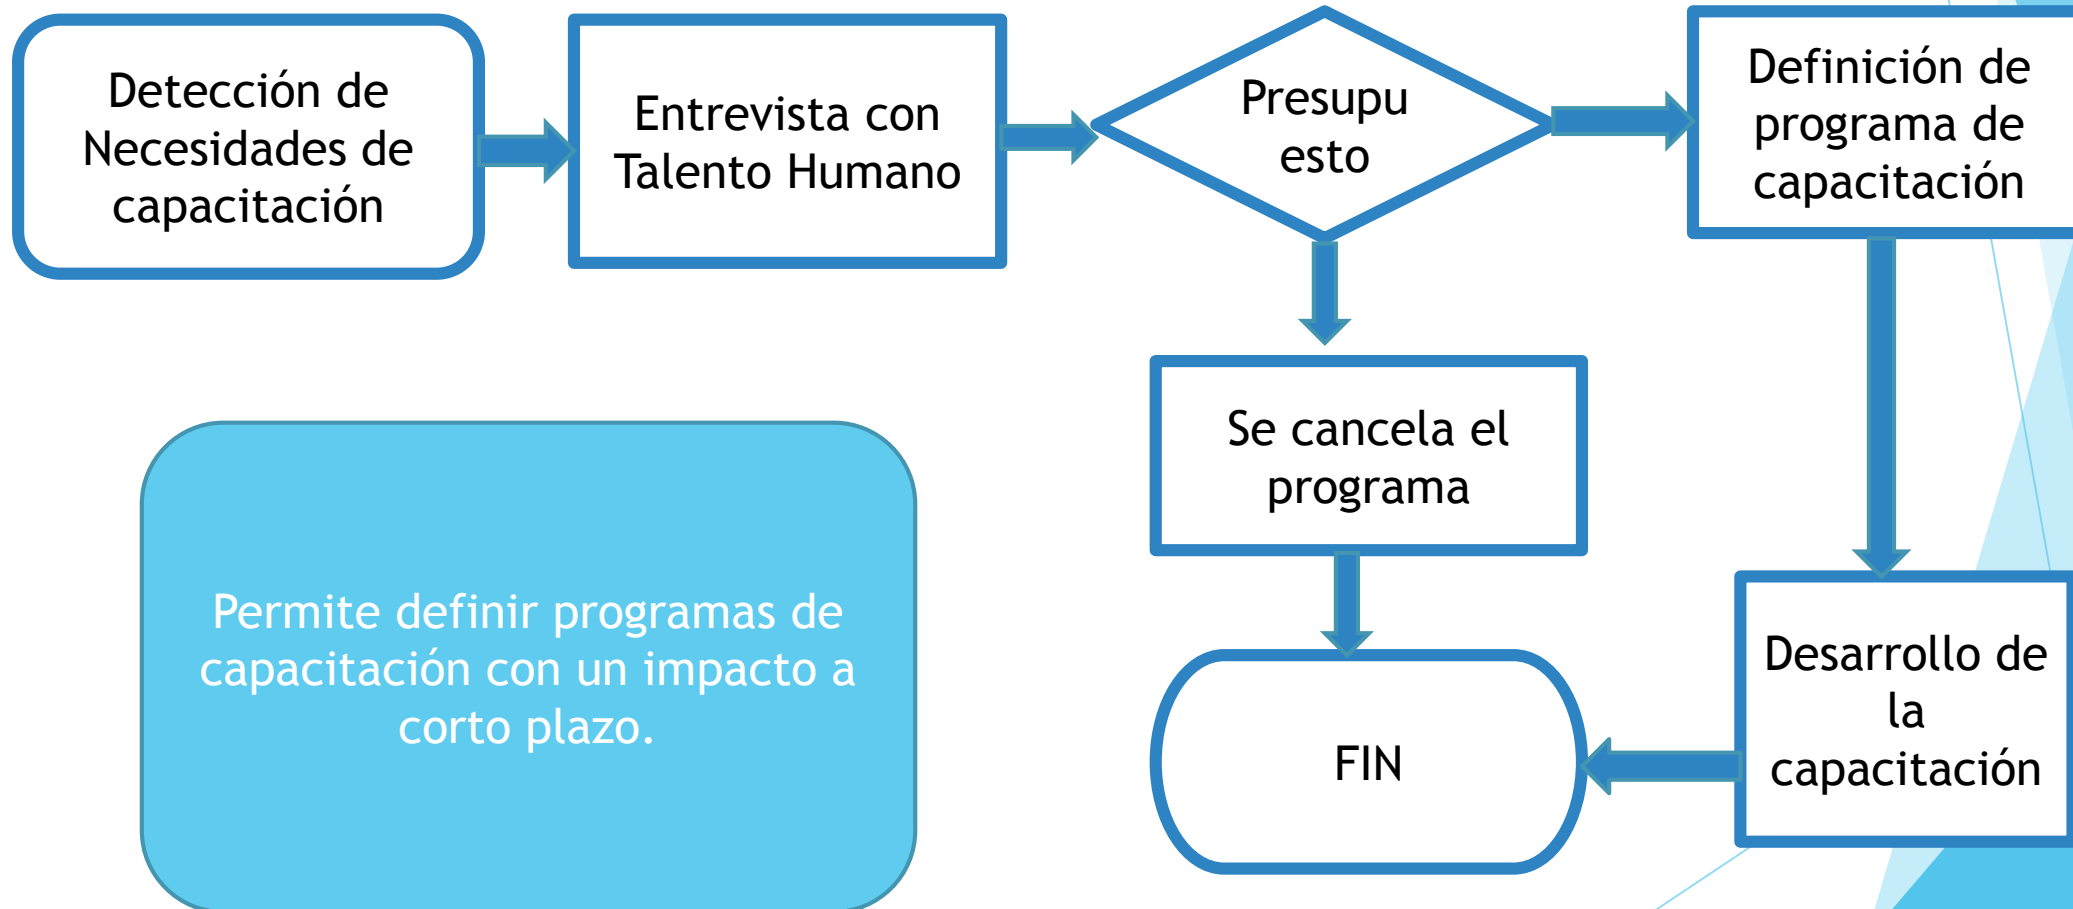 Detección de
Necesidades de
capacitación
Entrevista con
Talento Humano
Presupu
esto
Definición de
programa de
capacitación
Se cancela el
programa
Permite definir programas de
capacitación con un impacto a
corto plazo.
FIN
Desarrollo de
la
capacitación